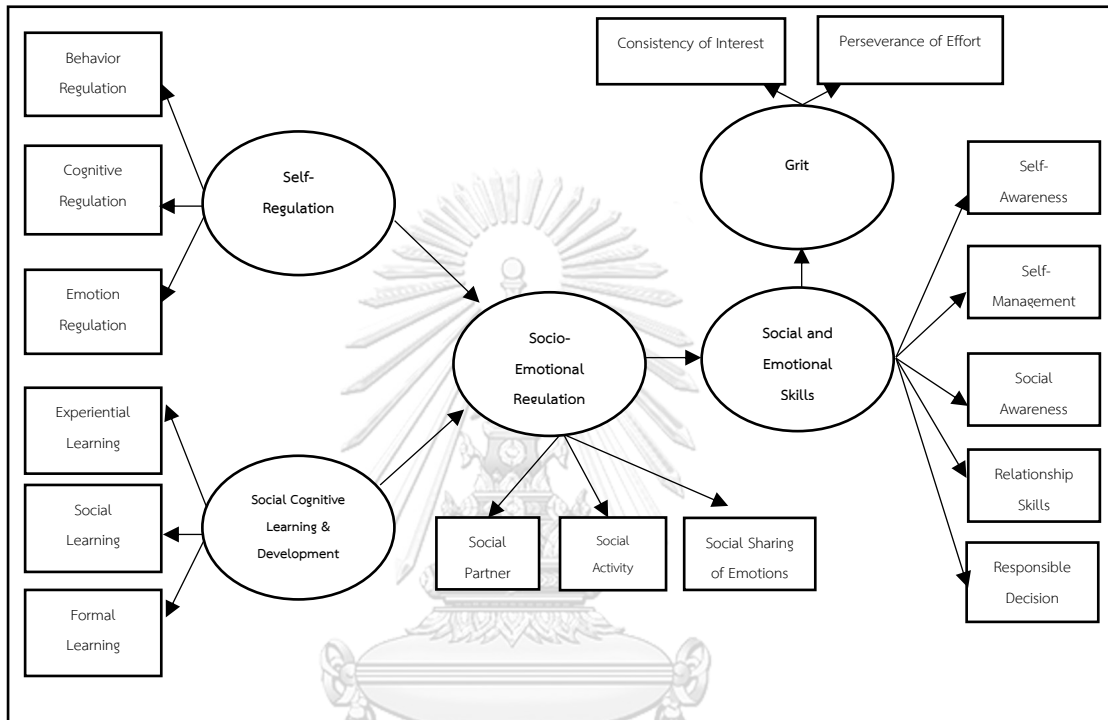 Consistency of Interest
Perseverance of Effort
Behavior
Regulation
Cognitive
Regulation
Emotion
Regulation
Self-
Regulation
Grit
Self-
Awareness
Self-
Management
Social
Awareness
Relationship
Skills
Responsible
Decision
Socio-
Emotional
Regulation
Social and
Emotional
Skills
Experiential
Learning
Social
Learning
Formal
Learning
Social Cognitive
Learning &
Development
Social
Partner
Social
Activity
Social Sharing
of Emotions